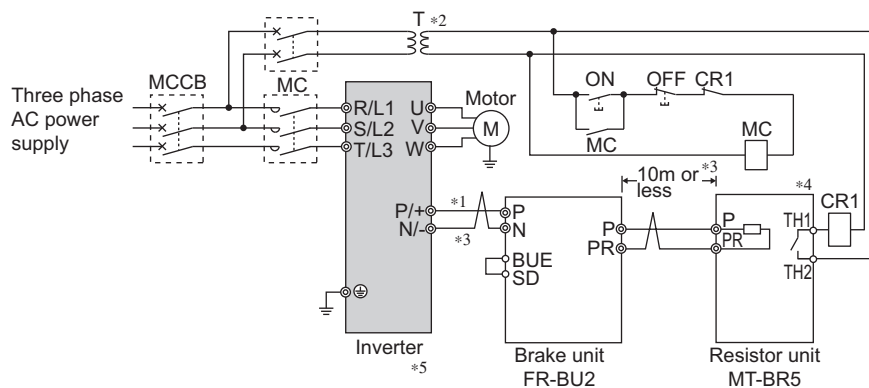 T *2
MCCB
MC
Three phase
AC power
supply
R/L1
S/L2
T/L3
U
V
W
Motor
M
ON
OFF
CR1
MC
MC
P/+
N/-
*1
*3
P
N
BUE
SD
P
PR
10m or
less
*3
P
PR
*4
TH1
TH2
CR1
Inverter
*5
Brake unit
FR-BU2
Resistor unit
MT-BR5